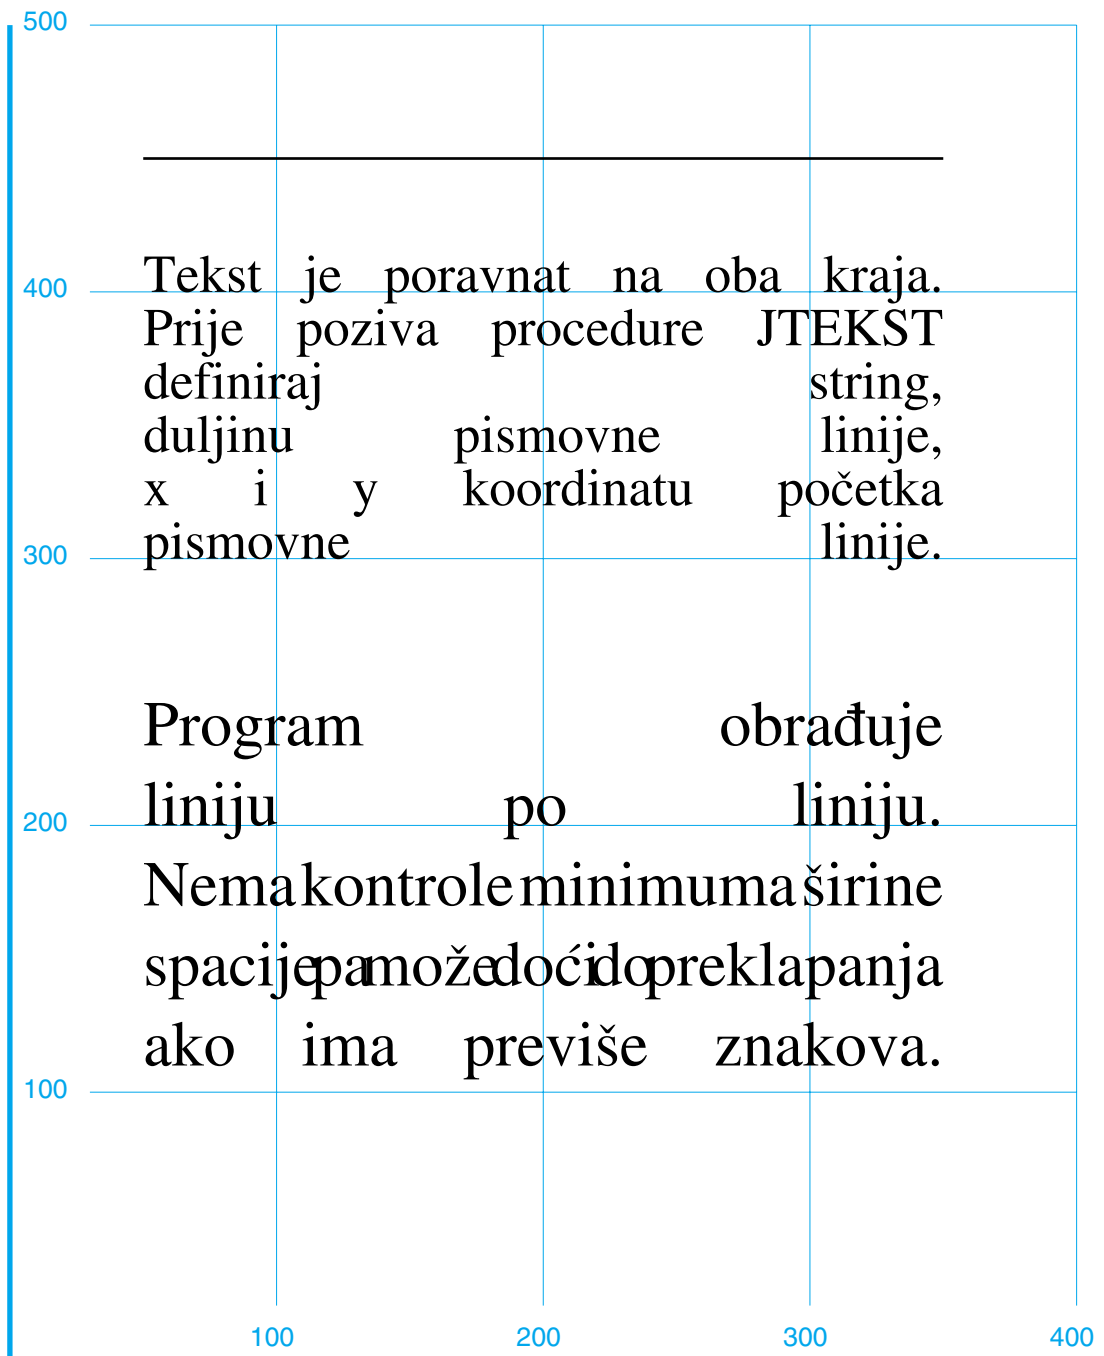 500
Tekst je poravnat na oba kraja.
400
Prije poziva procedure JTEKST
definiraj string,
duljinu pismovne linije,
x i y koordinatu početka
pismovne linije.
300
Program obrađuje
liniju po liniju.
200
Nema kontrole minimuma širine
spacije pa može doći do preklapanja
ako ima previše znakova.
100
100 200 300 400